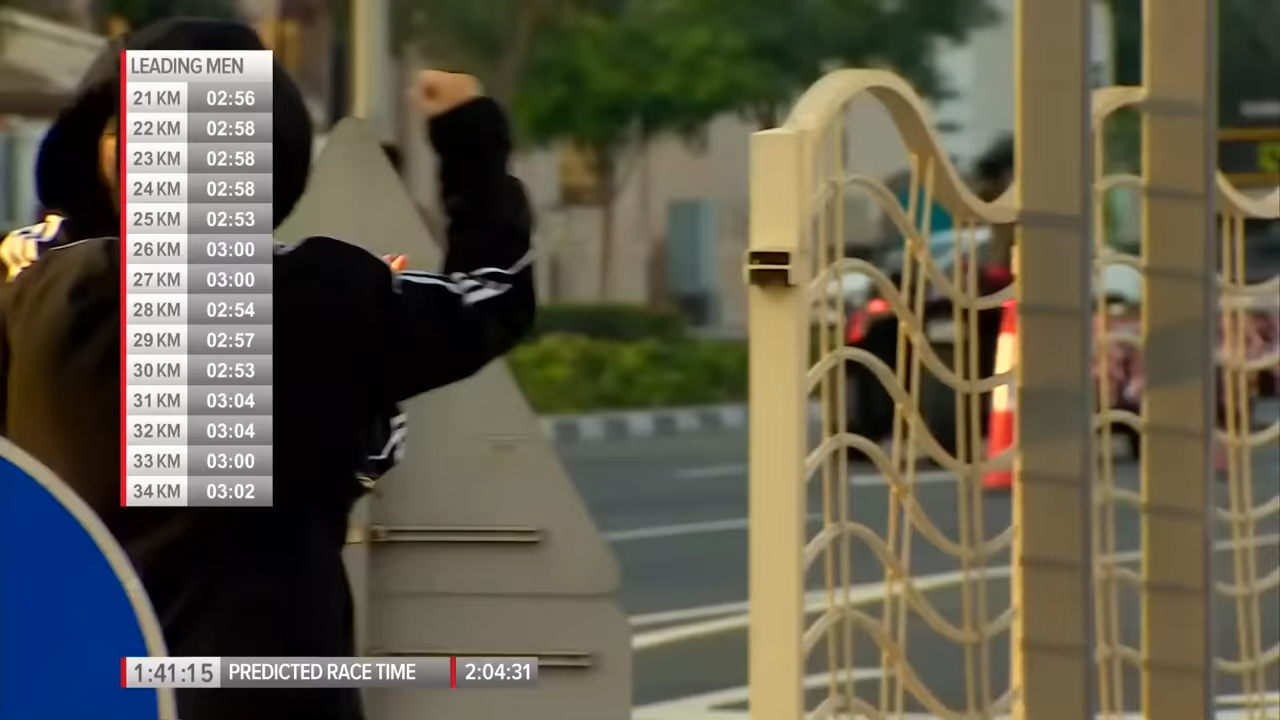 LEADING MEN
21 KM 02:56
22 KM 02:58
23 KM 02:58
24 KM 02:58
25 KM 02:53
26 KM 03:00
27 KM 03:00
28 KM 02:54
29 KM 02:57
30 KM 02:53
31 KM 03:04
32 KM 03:04
33 KM 03:00
34 KM 03:02
1:41:15 PREDICTED RACE TIME 2:04:31